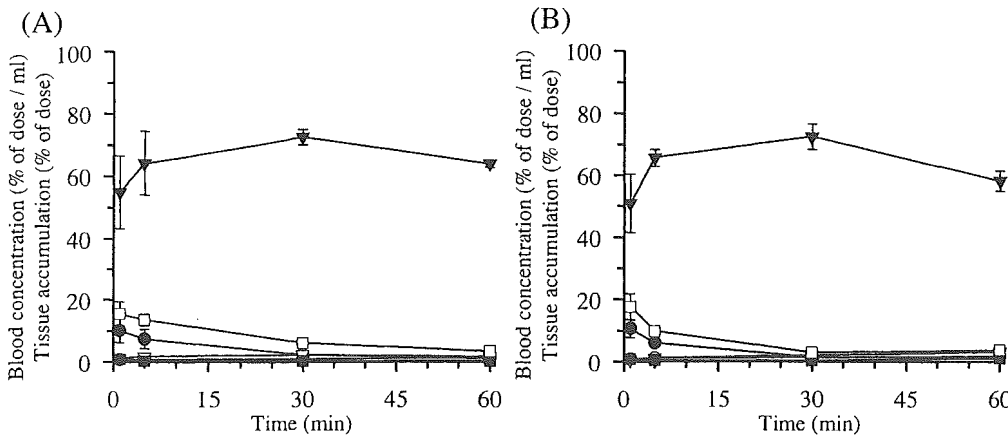 (A)
Blood concentration (% of dose / ml)
Tissue accumulation (% of dose)
100
80
60
40
20
0
0 15 30 45 60
Time (min)
(B)
Blood concentration (% of dose / ml)
Tissue accumulation (% of dose)
100
80
60
40
20
0
0 15 30 45 60
Time (min)